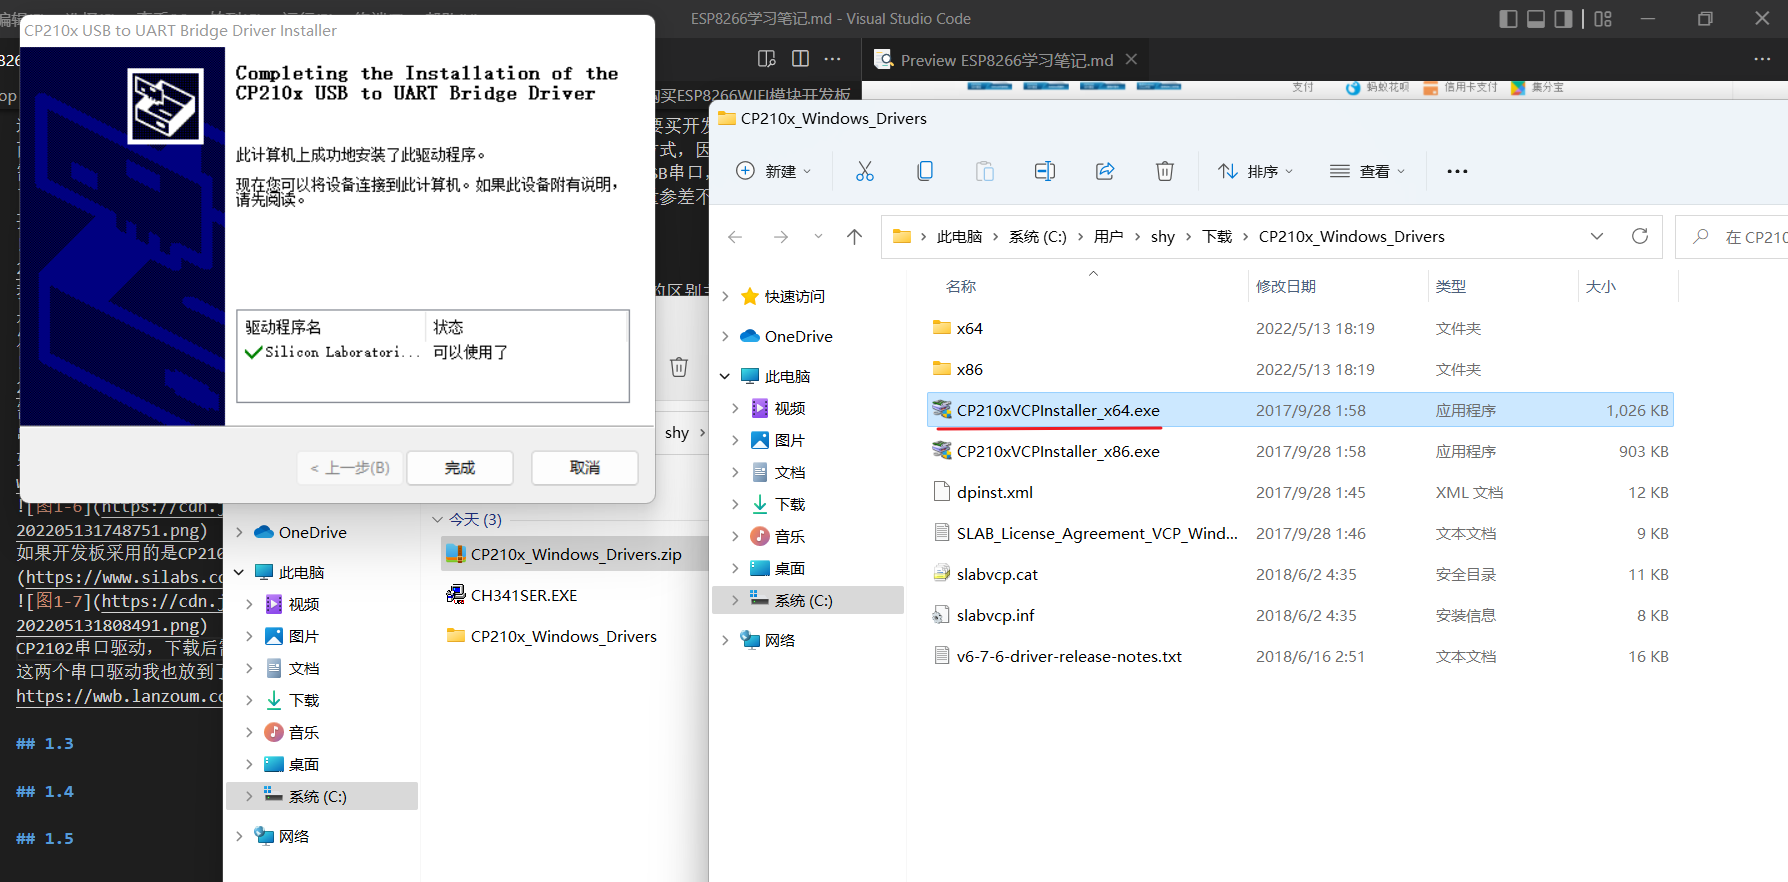 ESP8266学习笔记.md - Visual Studio Code
CP210x USB to UART Bridge Driver Installer
Completing the Installation of the
CP210x USB to UART Bridge Driver
此计算机上成功地安装了此驱动程序。
现在您可以将设备连接到此计算机。如果此设备附有说明，
请先阅读。
驱动程序名 状态
Silicon Laboratori... 可以使用了
< 上一步(B) 完成 取消
Preview ESP8266学习笔记.md
购买ESP8266WIFI模块开发板
支付 蚂蚁花呗 信用卡支付 集分宝
要买开发
式，因
SB串口，
参差不
的区别主
CP210x_Windows_Drivers
新建 排序 查看
此电脑 系统 (C:) 用户 shy 下载 CP210x_Windows_Drivers
在 CP210
快速访问
OneDrive
此电脑
视频
图片
文档
下载
音乐
桌面
系统 (C:)
网络
名称 修改日期 类型 大小
x64 2022/5/13 18:19 文件夹
x86 2022/5/13 18:19 文件夹
CP210xVCPInstaller_x64.exe 2017/9/28 1:58 应用程序 1,026 KB
CP210xVCPInstaller_x86.exe 2017/9/28 1:58 应用程序 903 KB
dpinst.xml 2017/9/28 1:45 XML 文档 12 KB
SLAB_License_Agreement_VCP_Wind... 2017/9/28 1:46 文本文档 9 KB
slabvcp.cat 2018/6/2 4:35 安全目录 11 KB
slabvcp.inf 2018/6/2 4:35 安装信息 8 KB
v6-7-6-driver-release-notes.txt 2018/6/16 2:51 文本文档 16 KB
shy
今天 (3)
CP210x_Windows_Drivers.zip
CH341SER.EXE
CP210x_Windows_Drivers
OneDrive
此电脑
视频
图片
文档
下载
音乐
桌面
系统 (C:)
网络
![图1-6](https://cdn.j
202205131748751.png)
如果开发板采用的是CP210
(https://www.silabs.co
![图1-7](https://cdn.j
202205131808491.png)
CP2102串口驱动，下载后
这两个串口驱动我也放到了
https://wwb.lanzoum.co
## 1.3
## 1.4
## 1.5